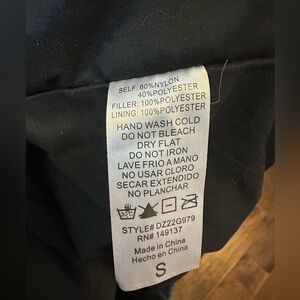 SELF: 60%NYLON
40%POLYESTER
FILLER: 100%POLYESTER
LINING: 100%POLYESTER
HAND WASH COLD
DO NOT BLEACH
DRY FLAT
DO NOT IRON
LAVE FRIO A MANO
NO USAR CLORO
SECAR EXTENDIDO
NO PLANCHAR
STYLE# DZ22G979
RN# 149137
Made in China
Hecho en China
S